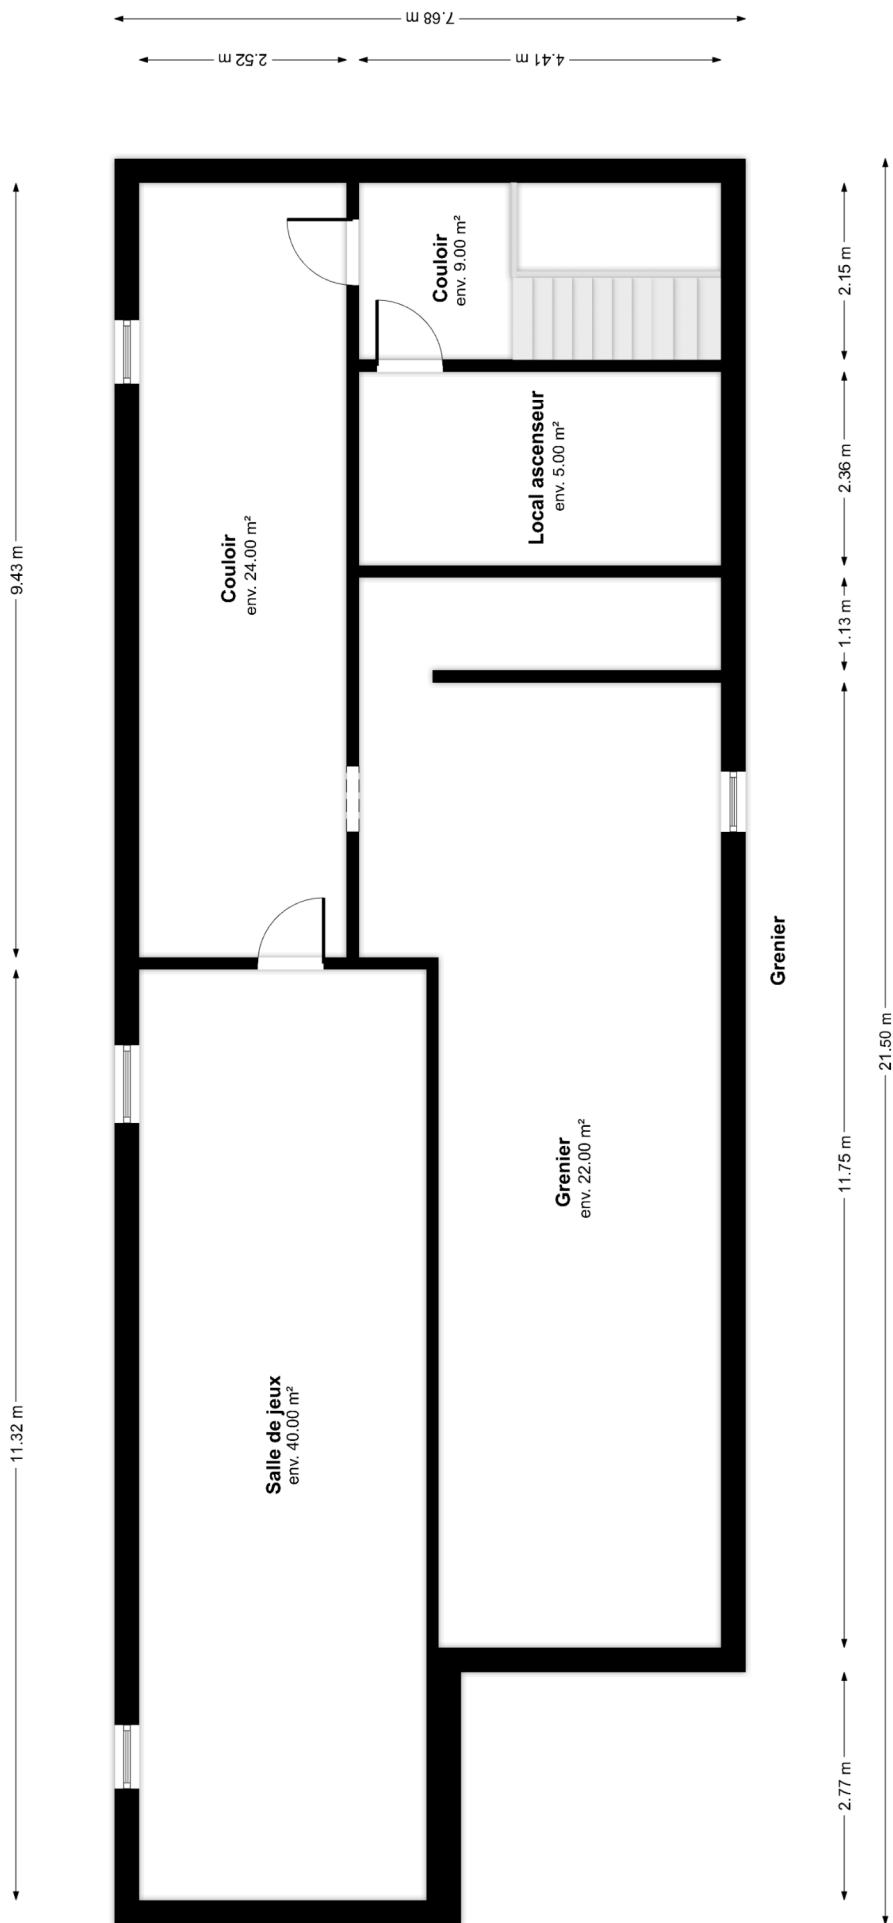 7.68 m
2.52 m
4.41 m
Couloir
env. 9.00 m²
2.15 m
Local ascenseur
env. 5.00 m²
2.36 m
Couloir
env. 24.00 m²
9.43 m
1.13 m
Grenier
21.50 m
Grenier
env. 22.00 m²
11.75 m
Salle de jeux
env. 40.00 m²
11.32 m
2.77 m